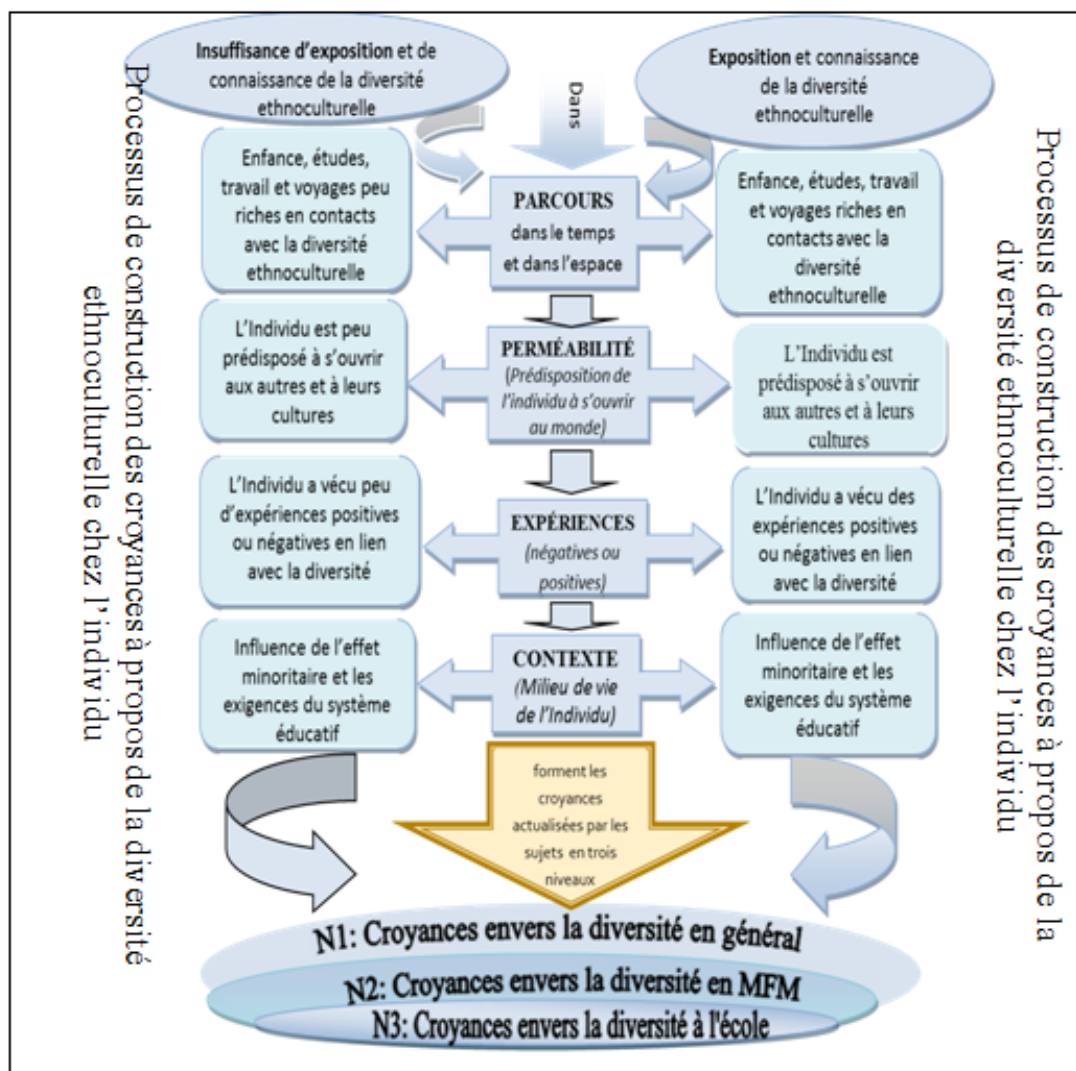 Insuffisance d'exposition et de
connaissance de la diversité
ethnoculturelle
Dans
Exposition et connaissance
de la diversité
ethnoculturelle
Processus de construction des croyances à propos de la diversité
ethnoculturelle chez l'individu
Enfance, études,
travail et voyages peu
riches en contacts
avec la diversité
ethnoculturelle
PARCOURS
dans le temps
et dans l'espace
Enfance, études, travail
et voyages riches en
contacts avec la
diversité
ethnoculturelle
L'Individu est peu
prédisposé à s'ouvrir
aux autres et à leurs
cultures
PERMÉABILITÉ
(Prédisposition de
l'individu à s'ouvrir
au monde)
L'Individu est
prédisposé à s'ouvrir
aux autres et à leurs
cultures
L'Individu a vécu peu
d'expériences positives
ou négatives en lien
avec la diversité
EXPÉRIENCES
(négatives ou
positives)
L'Individu a vécu des
expériences positives
ou négatives en lien
avec la diversité
Influence de l'effet
minoritaire et les
exigences du système
éducatif
CONTEXTE
(Milieu de vie
de l'Individu)
Influence de l'effet
minoritaire et les
exigences du système
éducatif
Processus de construction des croyances à propos de la
diversité ethnoculturelle chez l'individu
forment les
croyances
actualisées par les
sujets en trois
niveaux
N1: Croyances envers la diversité en général
N2: Croyances envers la diversité en MFM
N3: Croyances envers la diversité à l'école